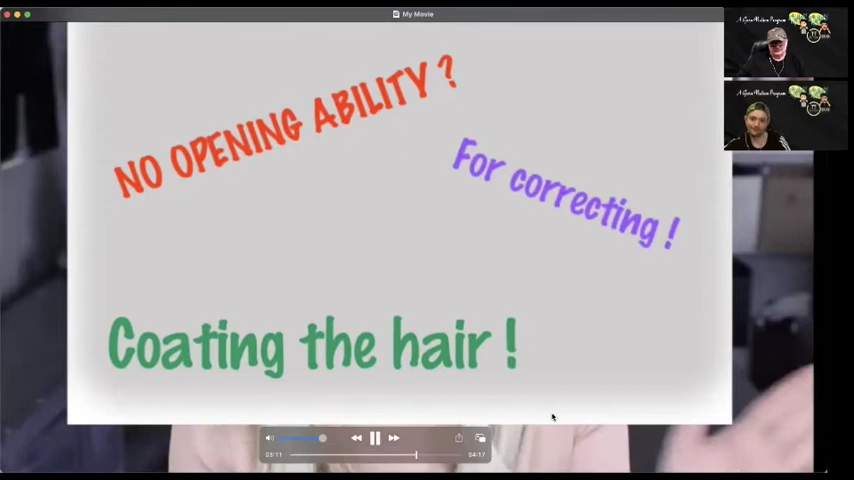 My Movie
NO OPENING ABILITY ?
For correcting !
Coating the hair !
03:11
04:17